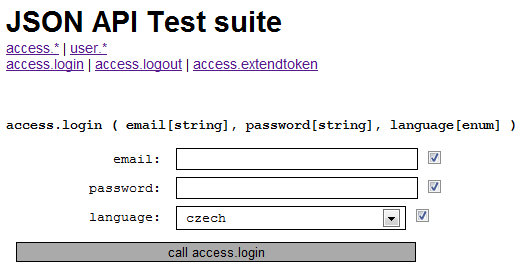 JSON API Test suite
access.* | user.*
access.login | access.logout | access.extendtoken
access.login ( email[string], password[string], language[enum] )
email:
password:
language: czech
call access.login